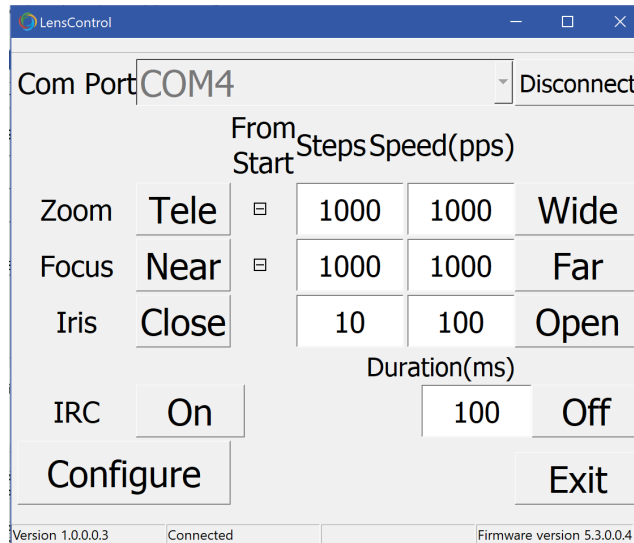 LensControl
Com Port COM4 Disconnect
From Start Steps Speed(pps)
Zoom Tele 1000 1000 Wide
Focus Near 1000 1000 Far
Iris Close 10 100 Open
Duration(ms)
IRC On 100 Off
Configure Exit
Version 1.0.0.0.3 Connected Firmware version 5.3.0.0.4